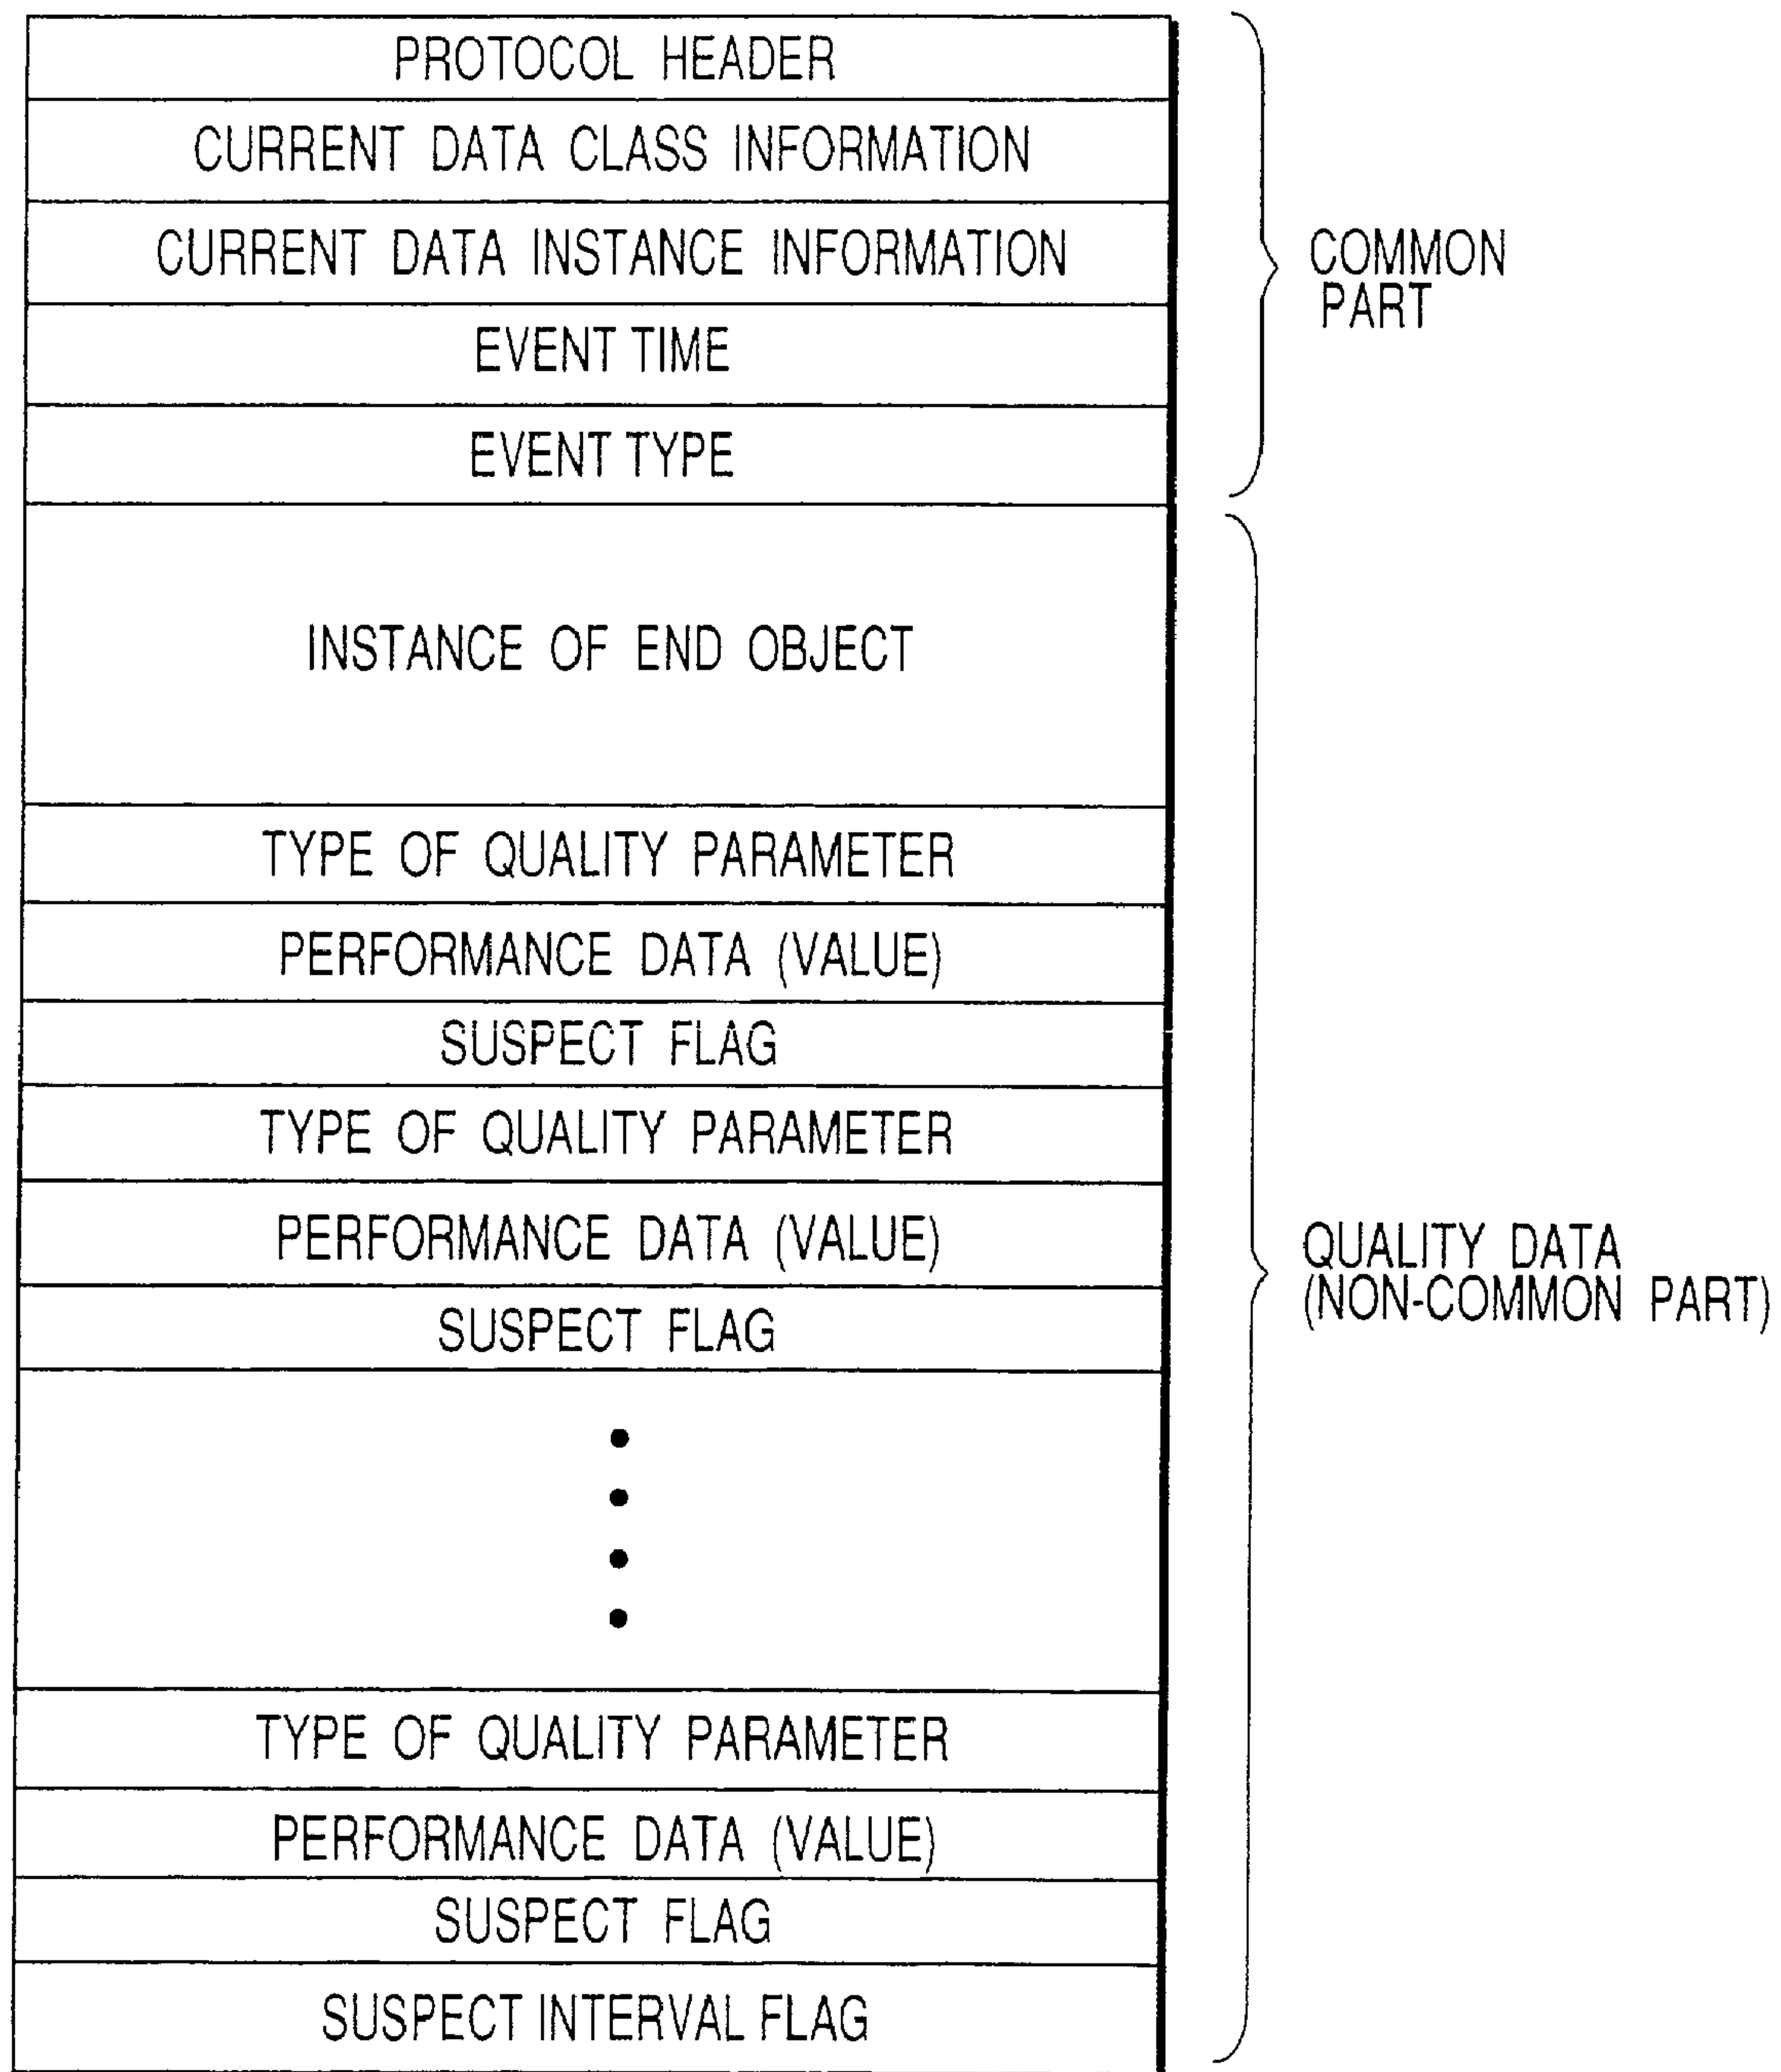 PROTOCOL HEADER
CURRENT DATA CLASS INFORMATION
CURRENT DATA INSTANCE INFORMATION
EVENT TIME
EVENT TYPE
COMMON
PART
INSTANCE OF END OBJECT
TYPE OF QUALITY PARAMETER
PERFORMANCE DATA (VALUE)
SUSPECT FLAG
TYPE OF QUALITY PARAMETER
PERFORMANCE DATA (VALUE)
SUSPECT FLAG
TYPE OF QUALITY PARAMETER
PERFORMANCE DATA (VALUE)
SUSPECT FLAG
SUSPECT INTERVAL FLAG
QUALITY DATA
(NON-COMMON PART)